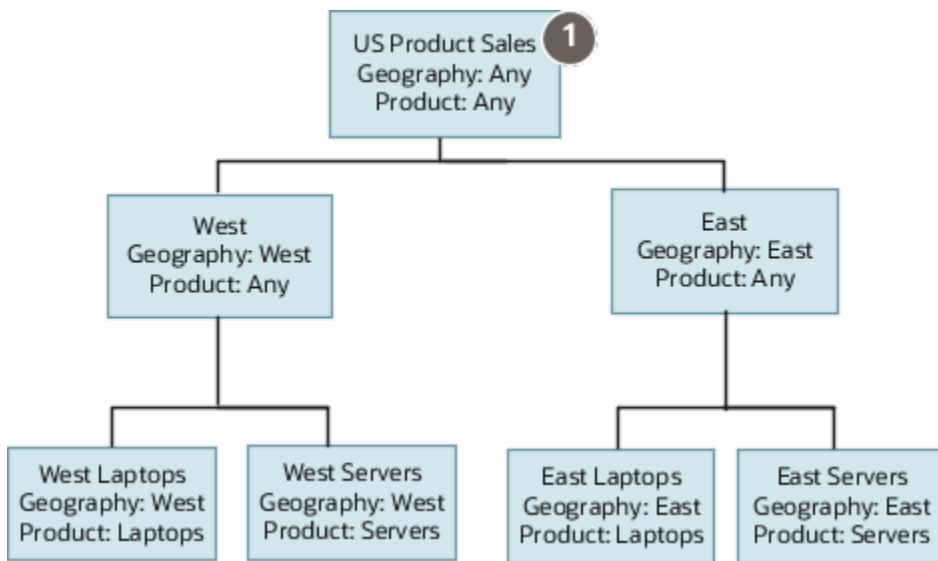 US Product Sales
Geography: Any
Product: Any
1
West
Geography: West
Product: Any
East
Geography: East
Product: Any
West Laptops
Geography: West
Product: Laptops
West Servers
Geography: West
Product: Servers
East Laptops
Geography: East
Product: Laptops
East Servers
Geography: East
Product: Servers